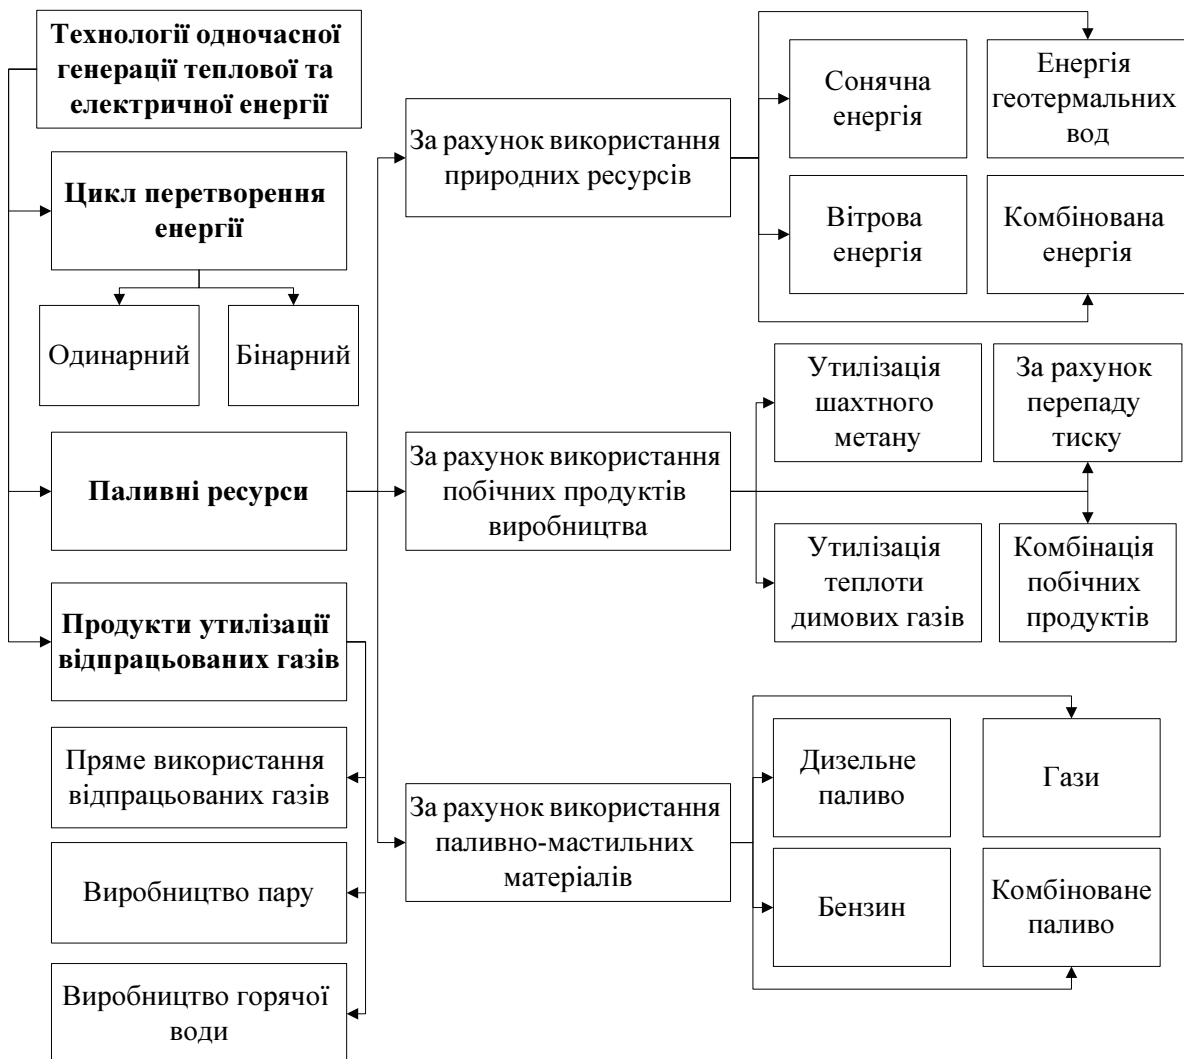 Технології одночасної
генерації теплової та
електричної енергії
Цикл перетворення
енергії
Одинарний
Бінарний
Паливні ресурси
Продукти утилізації
відпрацьованих газів
Пряме використання
відпрацьованих газів
Виробництво пару
Виробництво горячої
води
За рахунок використання
природних ресурсів
Сонячна
енергія
Енергія
геотермальних
вод
Вітрова
енергія
Комбінована
енергія
За рахунок використання
побічних продуктів
виробництва
Утилізація
шахтного
метану
За рахунок
перепаду
тиску
Утилізація
теплоти
димових газів
Комбінація
побічних
продуктів
За рахунок використання
паливно-мастильних
матеріалів
Дизельне
паливо
Гази
Бензин
Комбіноване
паливо